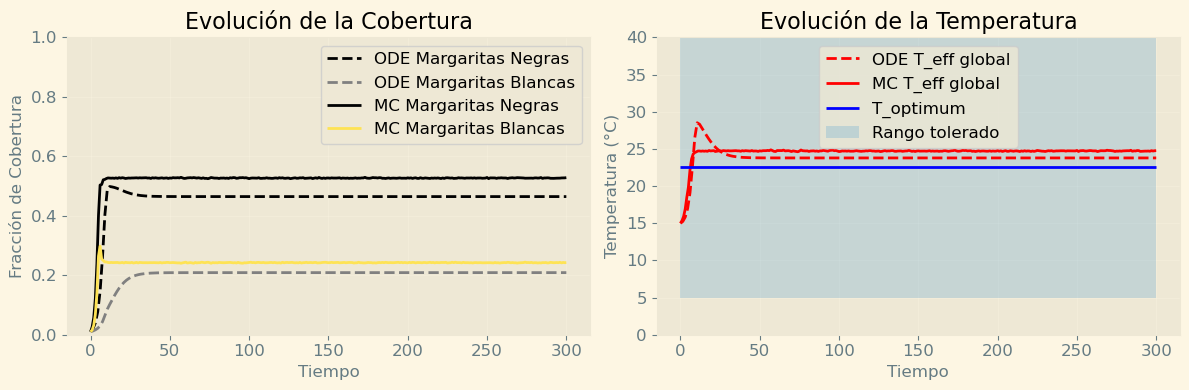 Evolución de la Cobertura
Fracción de Cobertura
1.0
0.8
0.6
0.4
0.2
0.0
ODE Margaritas Negras
ODE Margaritas Blancas
MC Margaritas Negras
MC Margaritas Blancas
0 50 100 150 200 250 300
Tiempo
Evolución de la Temperatura
Temperatura (°C)
40
35
30
25
20
15
10
5
0
ODE T_eff global
MC T_eff global
T_optimum
Rango tolerado
0 50 100 150 200 250 300
Tiempo